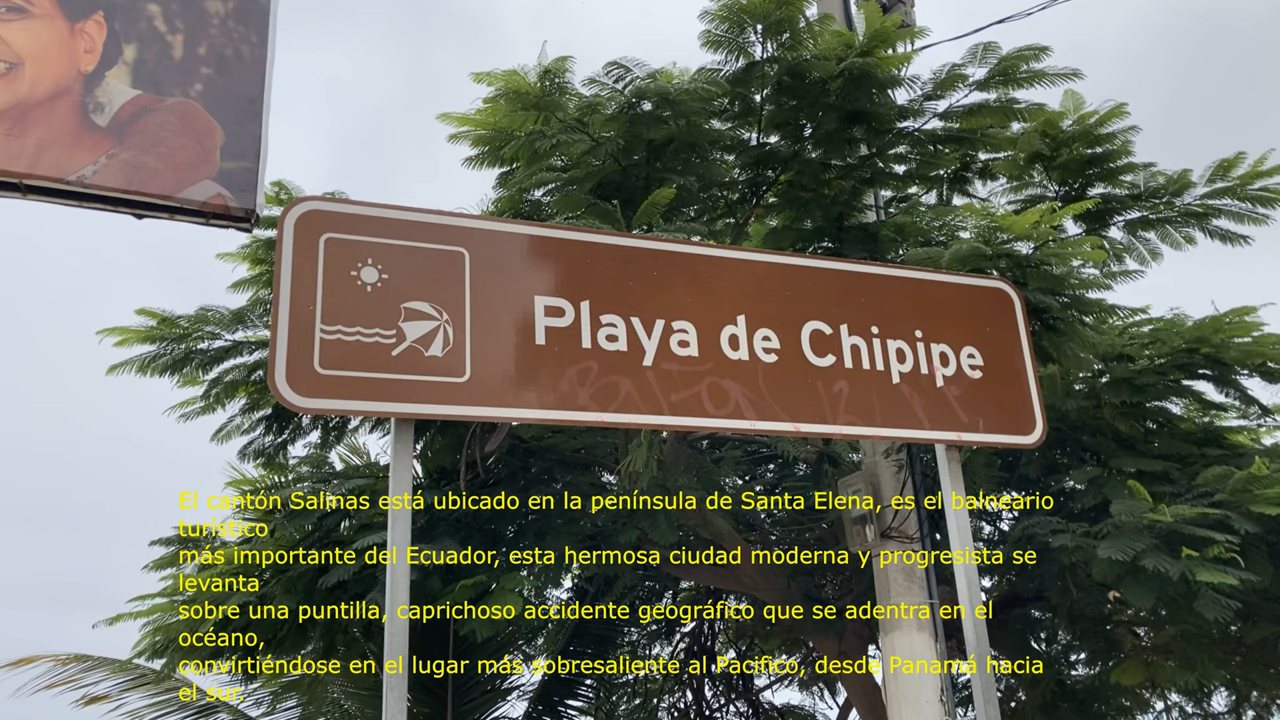 Playa de Chipipe
El cantón Salinas está ubicado en la península de Santa Elena, es el balneario
turístico
más importante del Ecuador, esta hermosa ciudad moderna y progresista se
levanta
sobre una puntilla, caprichoso accidente geográfico que se adentra en el
océano,
convirtiéndose en el lugar más sobresaliente al Pacifico, desde Panamá hacia
el sur.